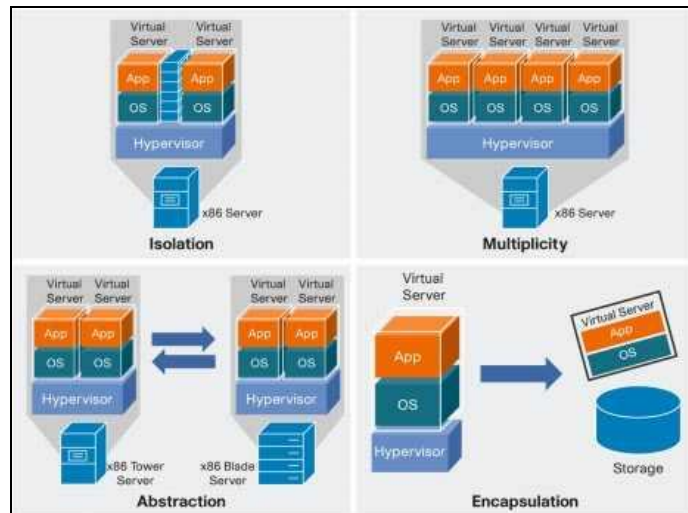 Virtual Server Virtual Server
App App
OS OS
Hypervisor
x86 Server
Isolation
Virtual Server Virtual Server Virtual Server Virtual Server
App App App App
OS OS OS OS
Hypervisor
x86 Server
Multiplicity
Virtual Server Virtual Server
App App
OS OS
Hypervisor
x86 Tower Server
Virtual Server Virtual Server
App App
OS OS
Hypervisor
x86 Blade Server
Abstraction
Virtual Server
App
OS
Hypervisor
Virtual Server
App
OS
Storage
Encapsulation